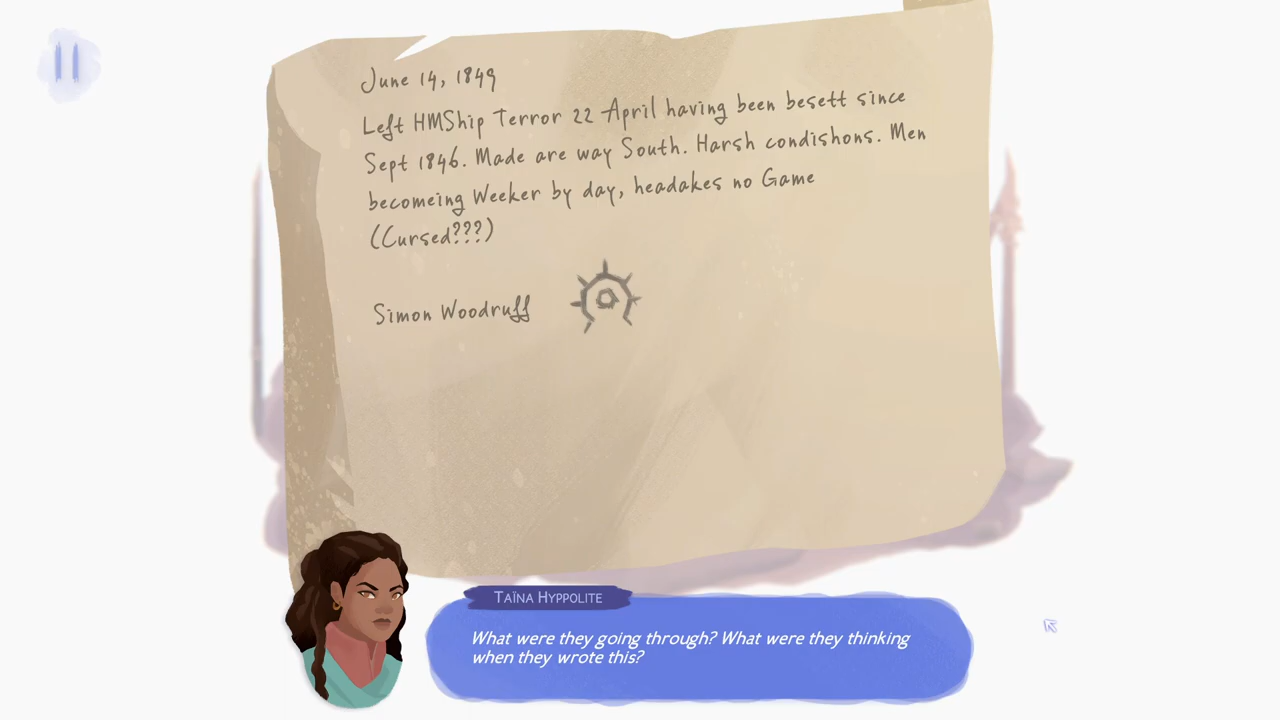 June 14, 1849
Left HMShip Terror 22 April having been besett since
Sept 1846. Made are way South. Harsh condishons. Men
becomeing Weeker by day, headakes no Game
(Cursed???)
Simon Woodruff
TAÏNA HYPPOLITE
What were they going through? What were they thinking
when they wrote this?